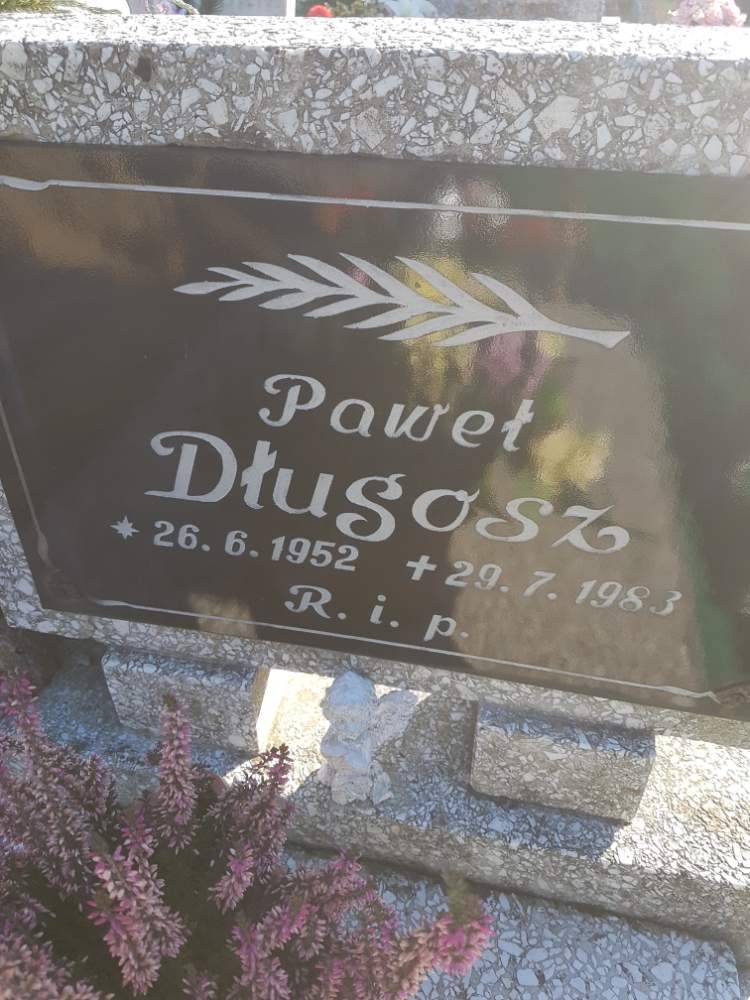 Paweł
Długosz
* 26. 6. 1952 + 29. 7. 1983
R. i. p.